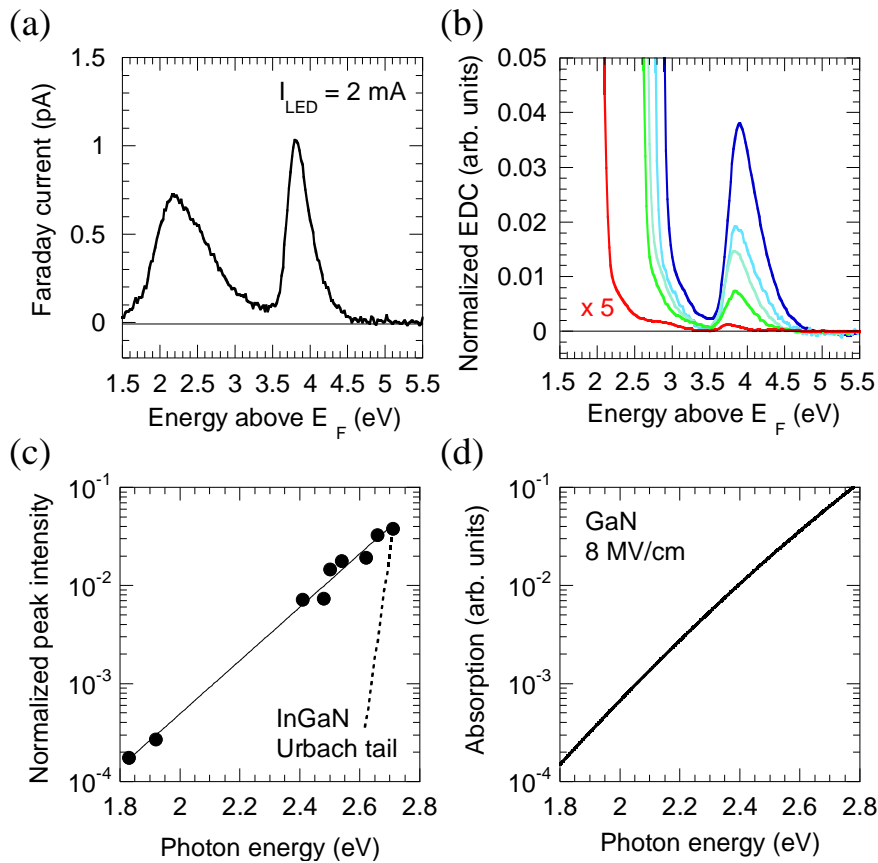 (a)
I_LED = 2 mA
Faraday current (pA)
1.5
1
0.5
0
1.5 2 2.5 3 3.5 4 4.5 5 5.5
Energy above E_F (eV)
(b)
Normalized EDC (arb. units)
0.05
0.04
0.03
0.02
0.01
0
x 5
1.5 2 2.5 3 3.5 4 4.5 5 5.5
Energy above E_F (eV)
(c)
Normalized peak intensity
10^-1
10^-2
10^-3
10^-4
InGaN
Urbach tail
1.8 2 2.2 2.4 2.6 2.8
Photon energy (eV)
(d)
Absorption (arb. units)
10^-1
10^-2
10^-3
10^-4
GaN
8 MV/cm
1.8 2 2.2 2.4 2.6 2.8
Photon energy (eV)